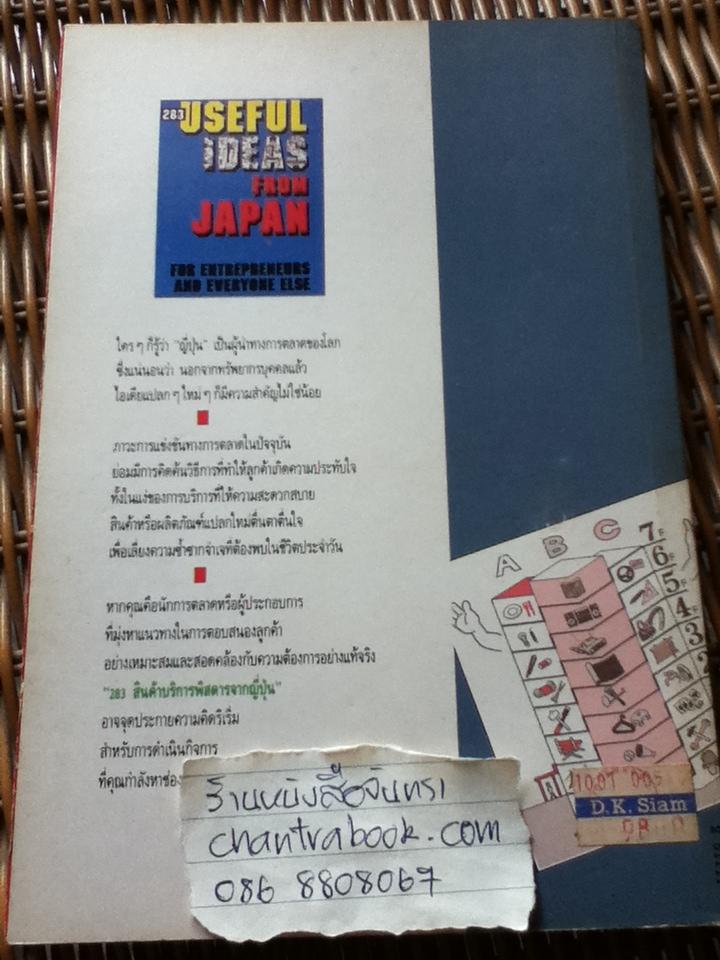 283 USEFUL
IDEAS
FROM
JAPAN
FOR ENTREPRENEURS
AND EVERYONE ELSE
ใคร ๆ ก็รู้ว่า "ญี่ปุ่น" เป็นผู้นำทางการตลาดของโลก
ซึ่งแน่นอนว่า นอกจากทรัพยากรบุคคลแล้ว
ไอเดียแปลก ๆ ใหม่ ๆ ก็มีความสำคัญไม่ใช่น้อย
ภาวะการแข่งขันทางการตลาดในปัจจุบัน
ย่อมมีการคิดค้นวิธีการที่ทำให้ลูกค้าเกิดความประทับใจ
ทั้งในแง่ของการบริการที่ให้ความสะดวกสบาย
สินค้าหรือผลิตภัณฑ์แปลกใหม่ตื่นตาตื่นใจ
เพื่อเลี่ยงความซ้ำซากจำเจที่ต้องพบในชีวิตประจำวัน
หากคุณคือนักการตลาดหรือผู้ประกอบการ
ที่มุ่งหาแนวทางในการตอบสนองลูกค้า
อย่างเหมาะสมและสอดคล้องกับความต้องการอย่างแท้จริง
"283 สินค้าบริการพิสดารจากญี่ปุ่น"
อาจจุดประกายความคิดริเริ่ม
สำหรับการดำเนินกิจการ
ที่คุณกำลังหาช่อง
A B C
7F
6F
5F
4F
3
2
D.K. Siam
ร้านหนังสือจันทรา
chantrabook.com
086 8808067